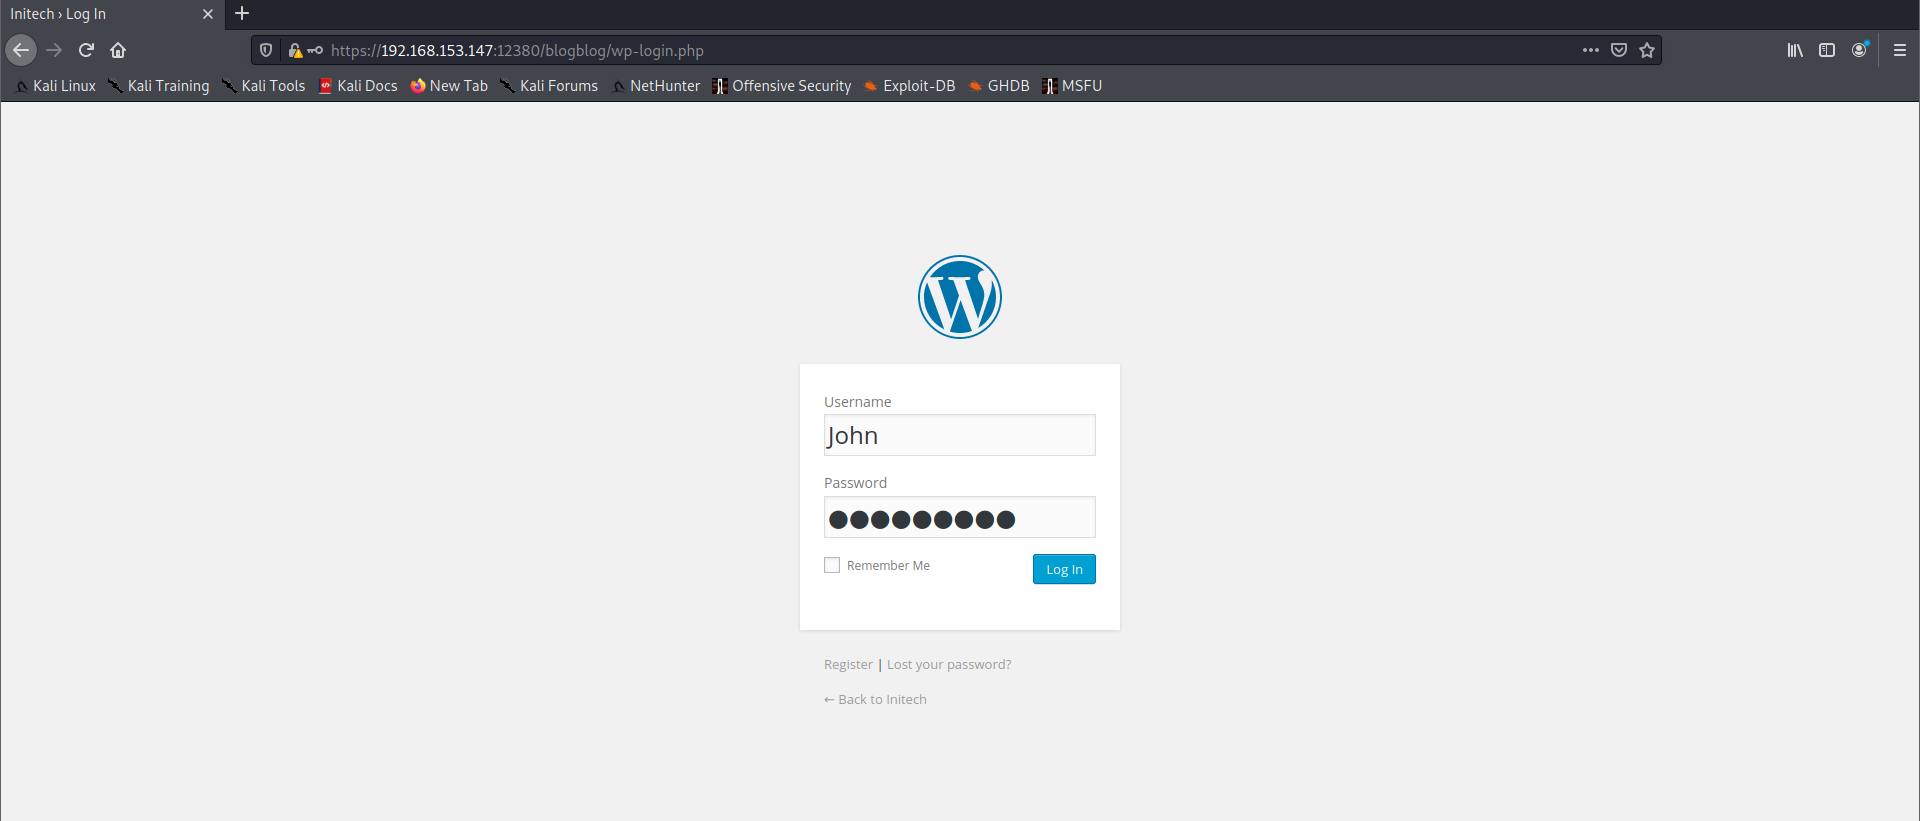 Initech › Log In
https://192.168.153.147:12380/blogblog/wp-login.php
Kali Linux Kali Training Kali Tools Kali Docs New Tab Kali Forums NetHunter Offensive Security Exploit-DB GHDB MSFU
Username
John
Password
Remember Me Log In
Register | Lost your password?
← Back to Initech